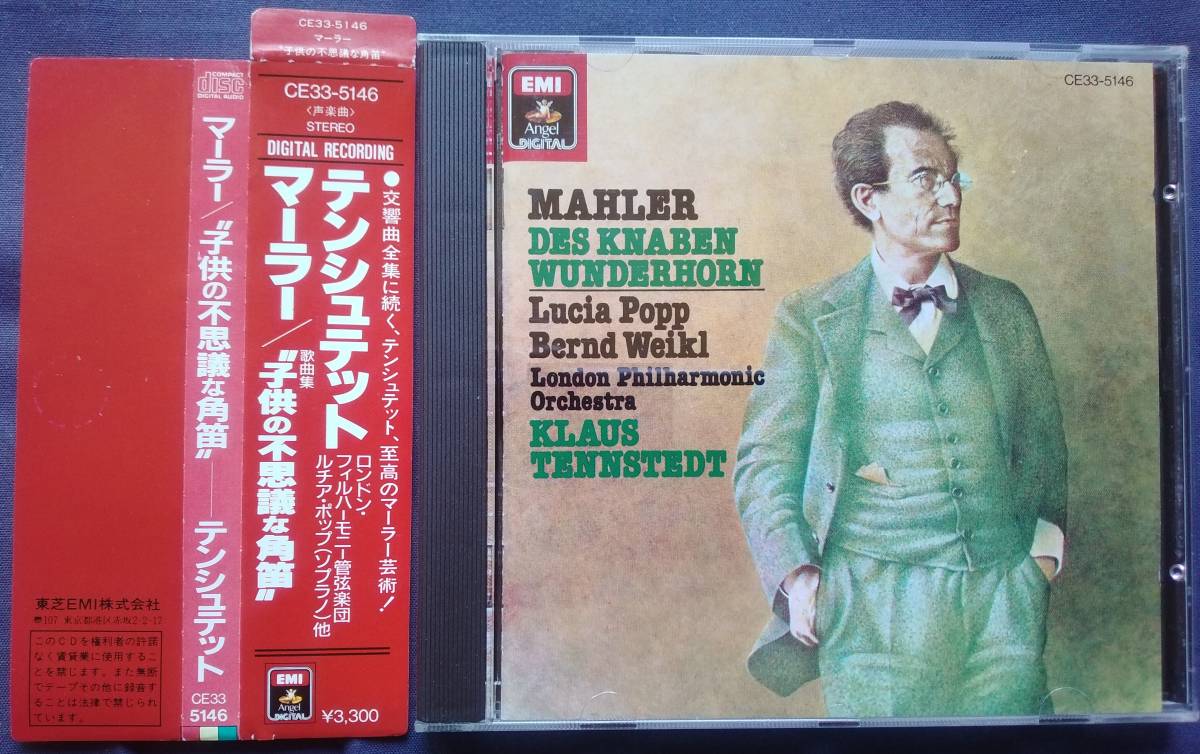 東芝EMI株式会社
〒107 東京都港区赤坂2-2-17
このCDを権利者の許諾
なく賃貸業に使用するこ
とを禁じます。また無断
でテープその他に録音す
ることは法律で禁じられ
ています。
COMPACT
disc
DIGITAL AUDIO
マーラー/“子供の不思議な角笛”——テンシュテット
CE33
5146
CE33-5146
マーラー
“子供の不思議な角笛”
CE33-5146
〈声楽曲〉
STEREO
DIGITAL RECORDING
●交響曲全集に続く、テンシュテット、至高のマーラー芸術!
テンシュテット
ロンドン・
フィルハーモニー管弦楽団
ルチア・ポップ(ソプラノ)他
マーラー/歌曲集“子供の不思議な角笛”
EMI
Angel
DIGITAL
¥3,300
EMI
Angel
DIGITAL
CE33-5146
MAHLER
DES KNABEN
WUNDERHORN
Lucia Popp
Bernd Weikl
London Philharmonic
Orchestra
KLAUS
TENNSTEDT